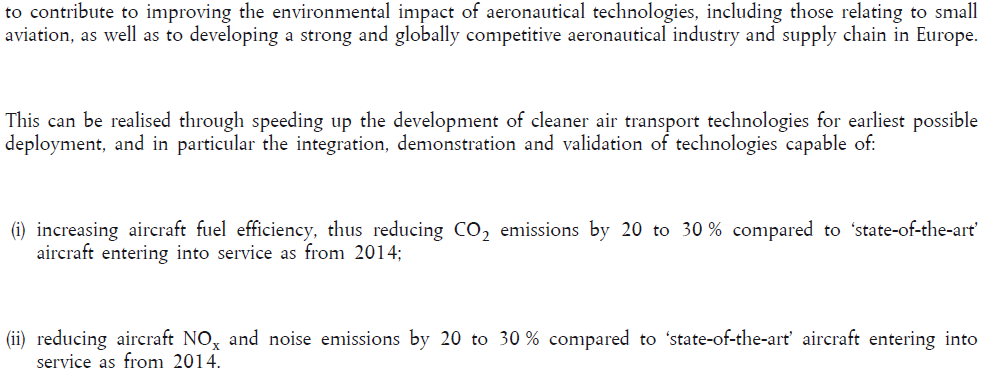 to contribute to improving the environmental impact of aeronautical technologies, including those relating to small
aviation, as well as to developing a strong and globally competitive aeronautical industry and supply chain in Europe.
This can be realised through speeding up the development of cleaner air transport technologies for earliest possible
deployment, and in particular the integration, demonstration and validation of technologies capable of:
(i) increasing aircraft fuel efficiency, thus reducing CO₂ emissions by 20 to 30 % compared to ‘state-of-the-art’
aircraft entering into service as from 2014;
(ii) reducing aircraft NOₓ and noise emissions by 20 to 30 % compared to ‘state-of-the-art’ aircraft entering into
service as from 2014.